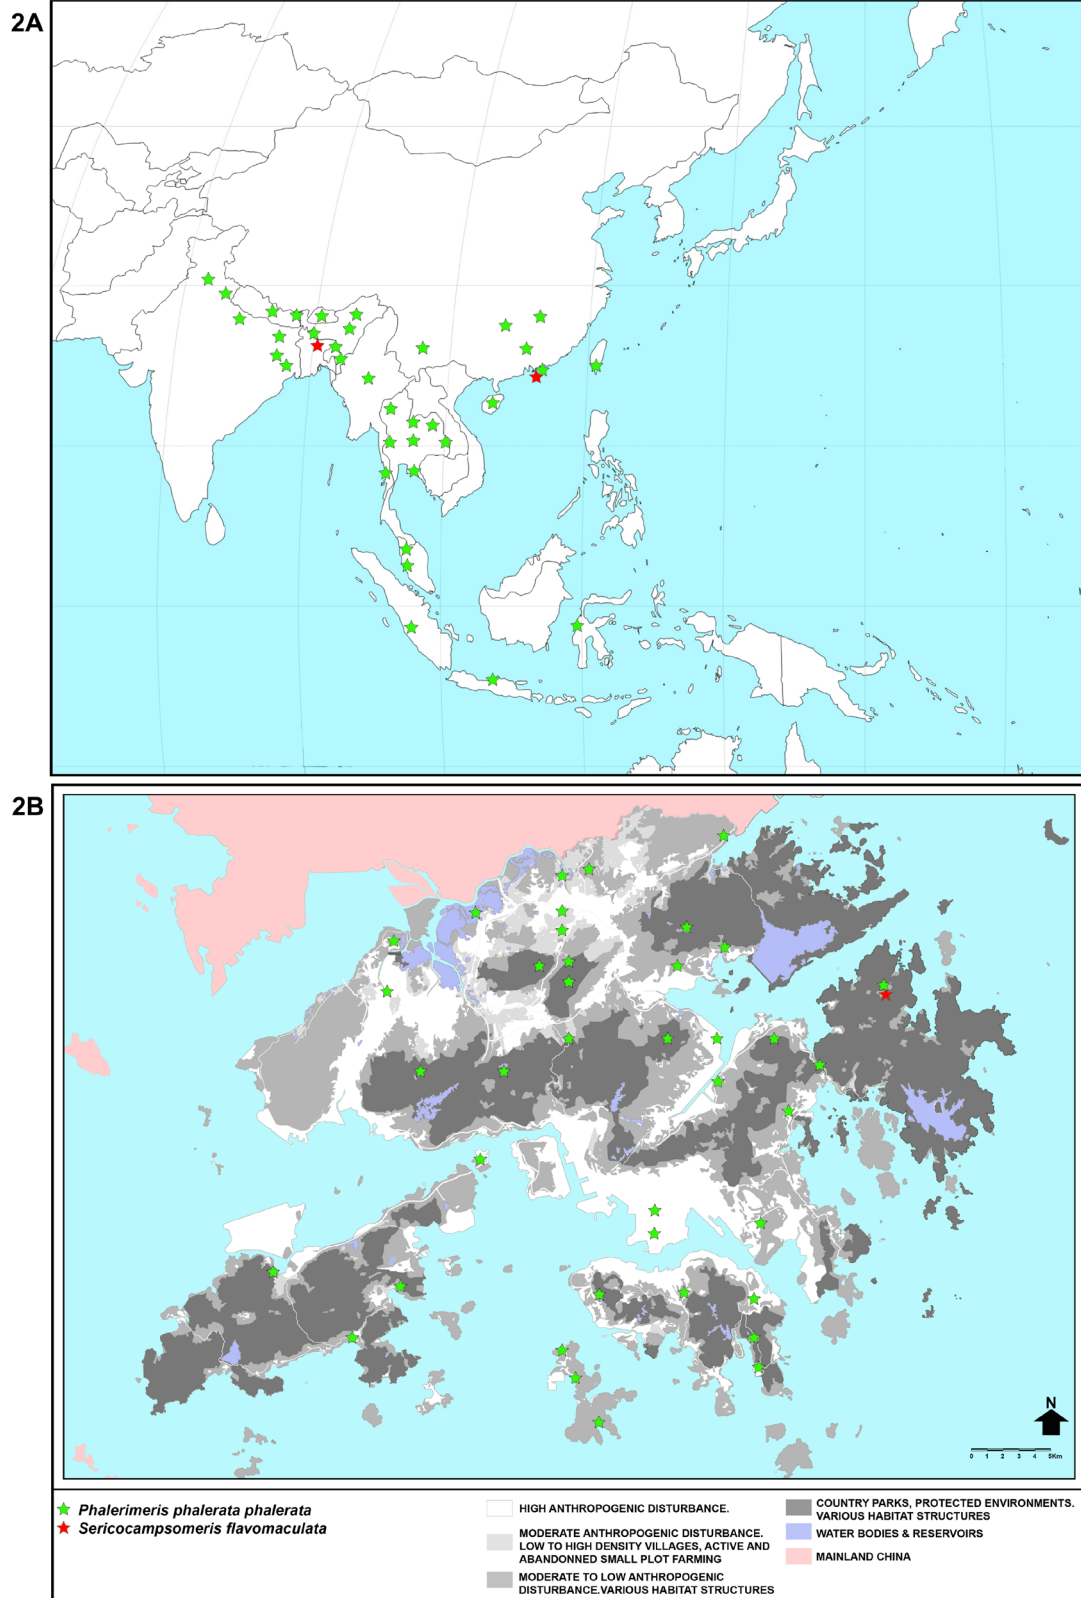 2A
2B
N
0 1 2 3 4 5Km
Phalerimeris phalerata phalerata
Sericocampsomeris flavomaculata
HIGH ANTHROPOGENIC DISTURBANCE.
MODERATE ANTHROPOGENIC DISTURBANCE.
LOW TO HIGH DENSITY VILLAGES, ACTIVE AND
ABANDONNED SMALL PLOT FARMING
MODERATE TO LOW ANTHROPOGENIC
DISTURBANCE.VARIOUS HABITAT STRUCTURES
COUNTRY PARKS, PROTECTED ENVIRONMENTS.
VARIOUS HABITAT STRUCTURES
WATER BODIES & RESERVOIRS
MAINLAND CHINA